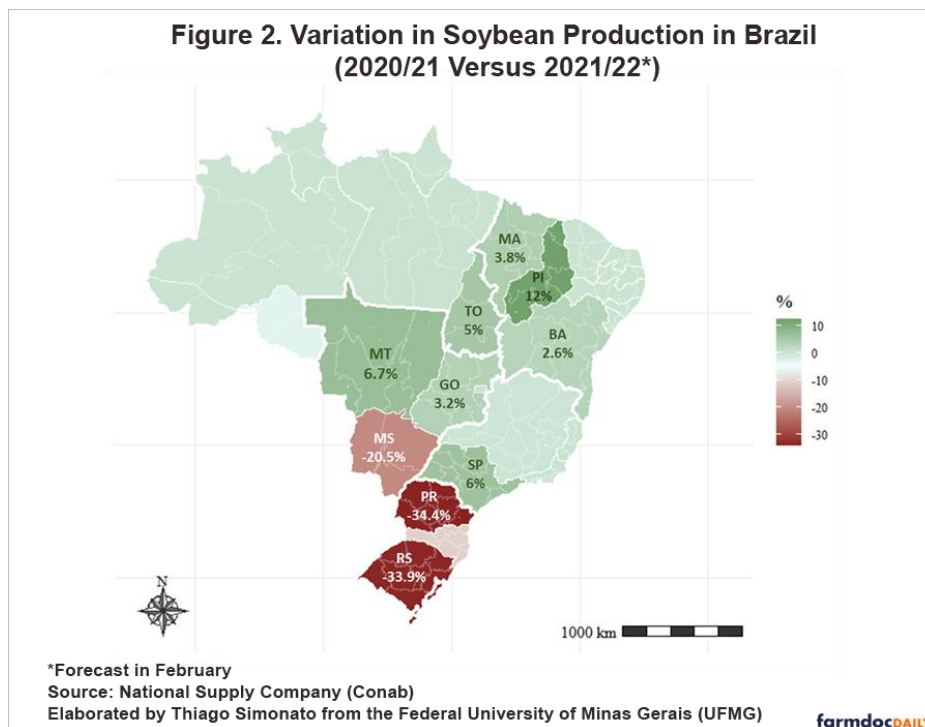 Figure 2. Variation in Soybean Production in Brazil
(2020/21 Versus 2021/22*)
MA
3.8%
PI
12%
TO
5%
BA
2.6%
MT
6.7%
GO
3.2%
MS
-20.5%
SP
6%
PR
-34.4%
RS
-33.9%
%
10
0
-10
-20
-30
N
1000 km
*Forecast in February
Source: National Supply Company (Conab)
Elaborated by Thiago Simonato from the Federal University of Minas Gerais (UFMG)
farmdocDAILY